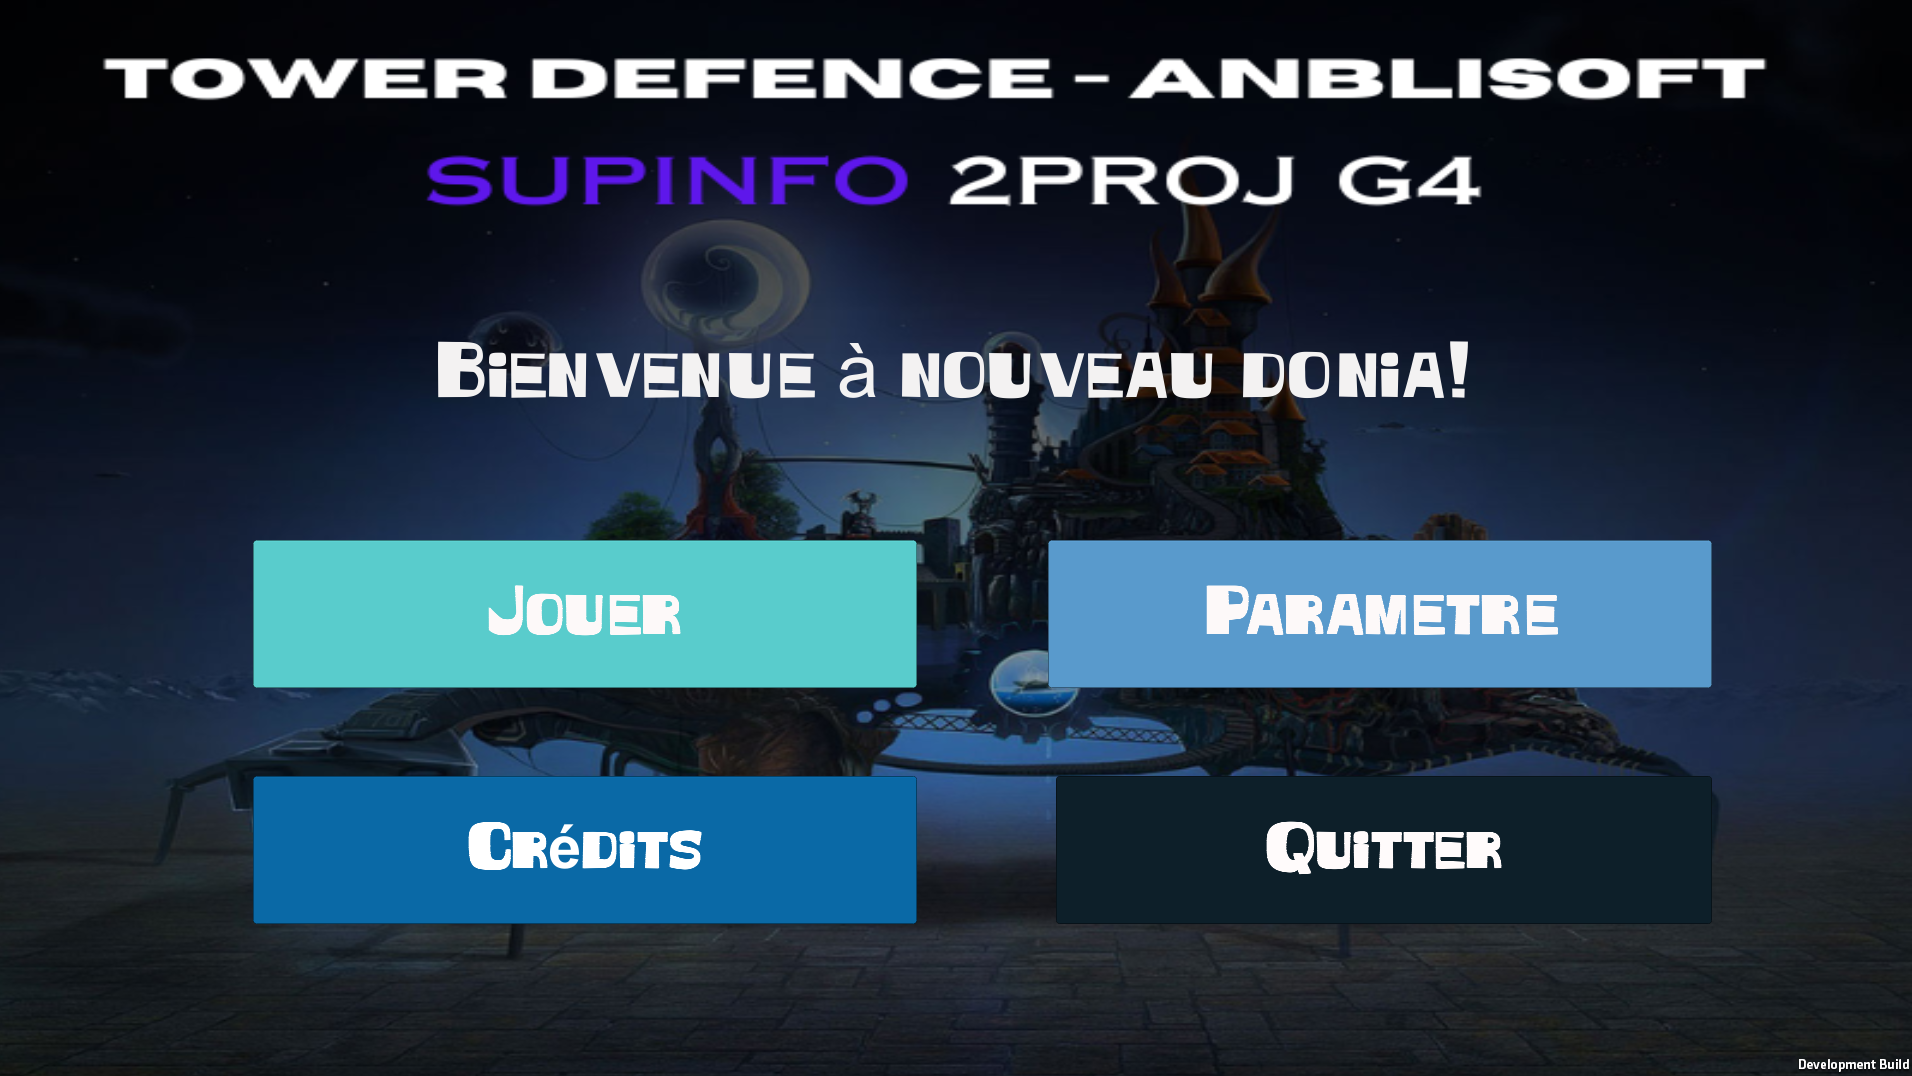 TOWER DEFENCE - ANBLISOFT
SUPINFO 2PROJ G4
Bienvenue à nouveau donia!
Jouer
Parametre
Crédits
Quitter
Development Build